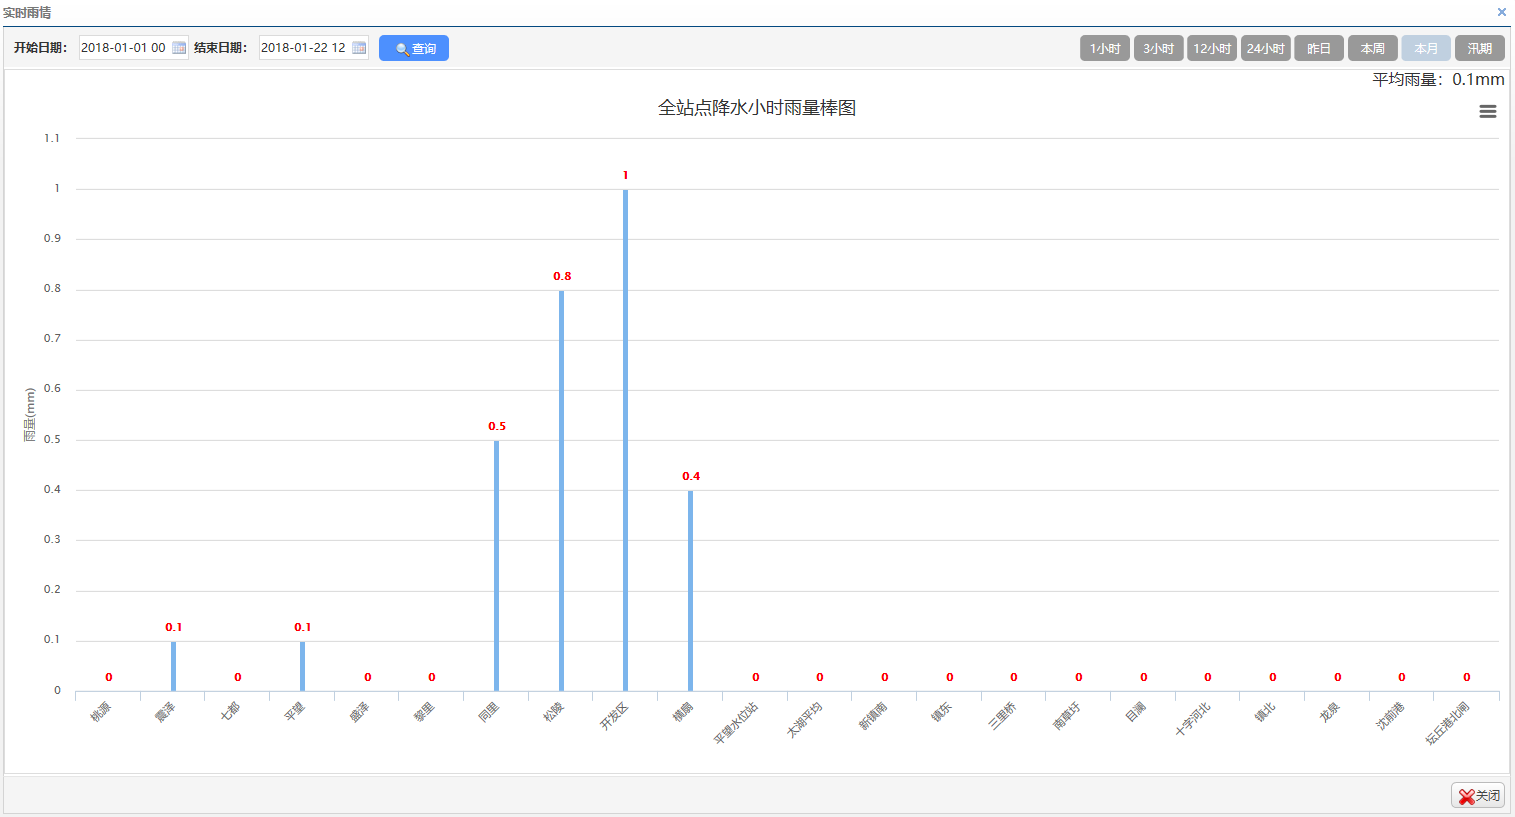 实时雨情
开始日期： 2018-01-01 00 结束日期： 2018-01-22 12 查询 1小时 3小时 12小时 24小时 昨日 本周 本月 汛期
平均雨量：0.1mm
全站点降水小时雨量棒图
雨量(mm)
1.1
1
0.9
0.8
0.7
0.6
0.5
0.4
0.3
0.2
0.1
0
0 0.1 0 0.1 0 0 0.5 0.8 1 0.4 0 0 0 0 0 0 0 0 0 0 0 0
桃源 震泽 七都 平望 盛泽 黎里 同里 松陵 开发区 横扇 平望水位站 太湖平均 新镇南 镇东 三里桥 南草圩 目澜 十字河北 镇北 龙泉 沈前港 坛丘港北闸
关闭